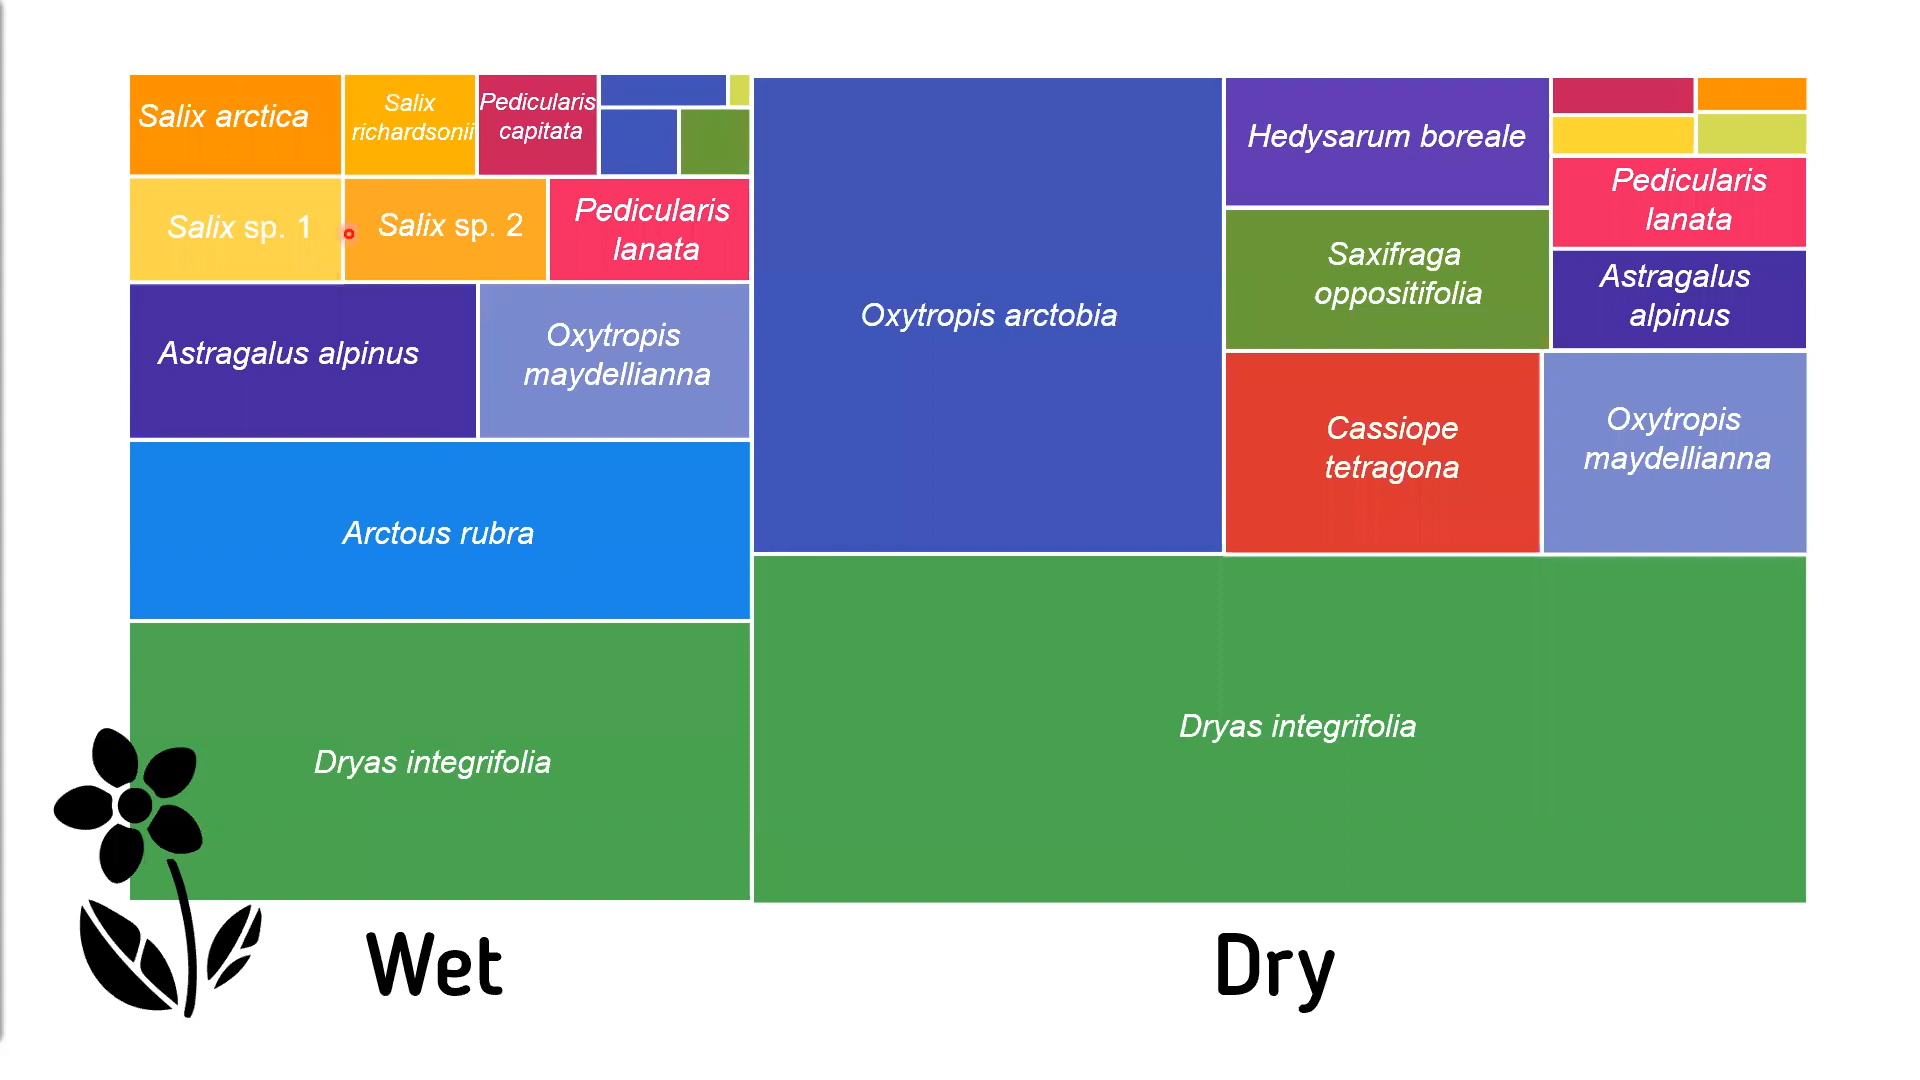 Salix arctica
Salix
richardsonii
Pedicularis
capitata
Salix sp. 1
Salix sp. 2
Pedicularis
lanata
Astragalus alpinus
Oxytropis
maydellianna
Arctous rubra
Dryas integrifolia
Wet
Oxytropis arctobia
Hedysarum boreale
Saxifraga
oppositifolia
Pedicularis
lanata
Astragalus
alpinus
Cassiope
tetragona
Oxytropis
maydellianna
Dryas integrifolia
Dry